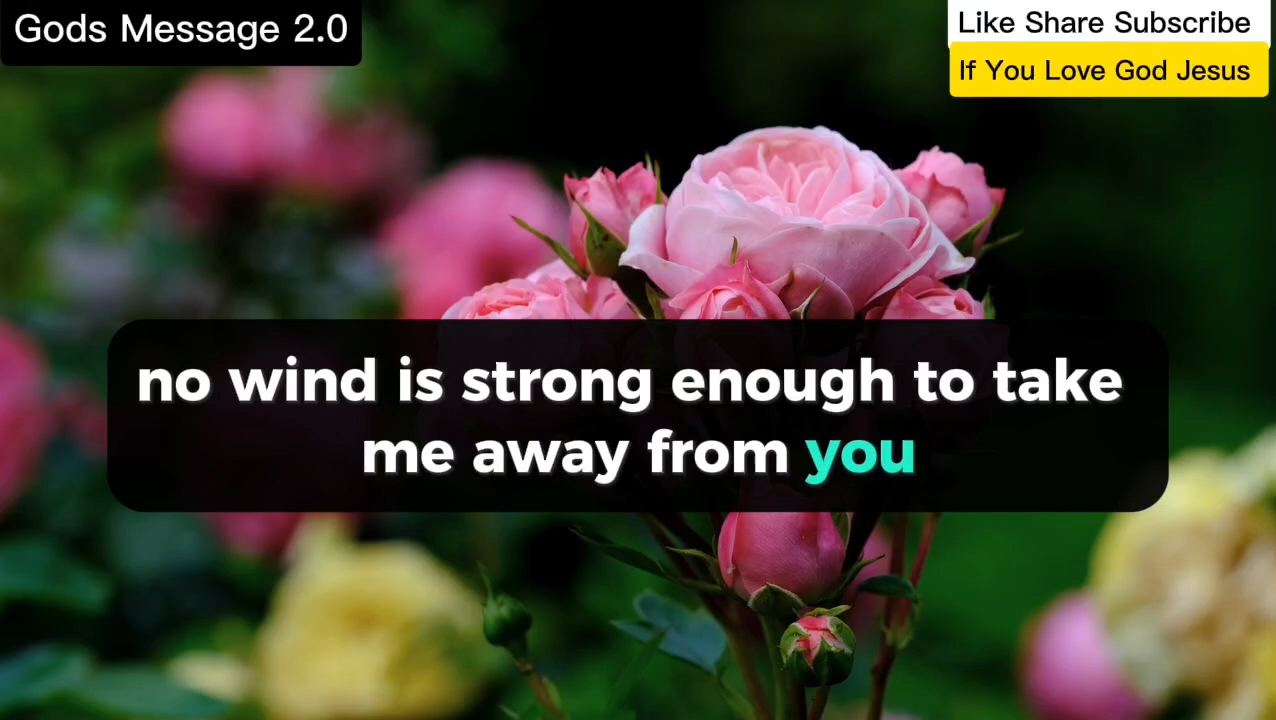 Gods Message 2.0
Like Share Subscribe
If You Love God Jesus
no wind is strong enough to take
me away from you